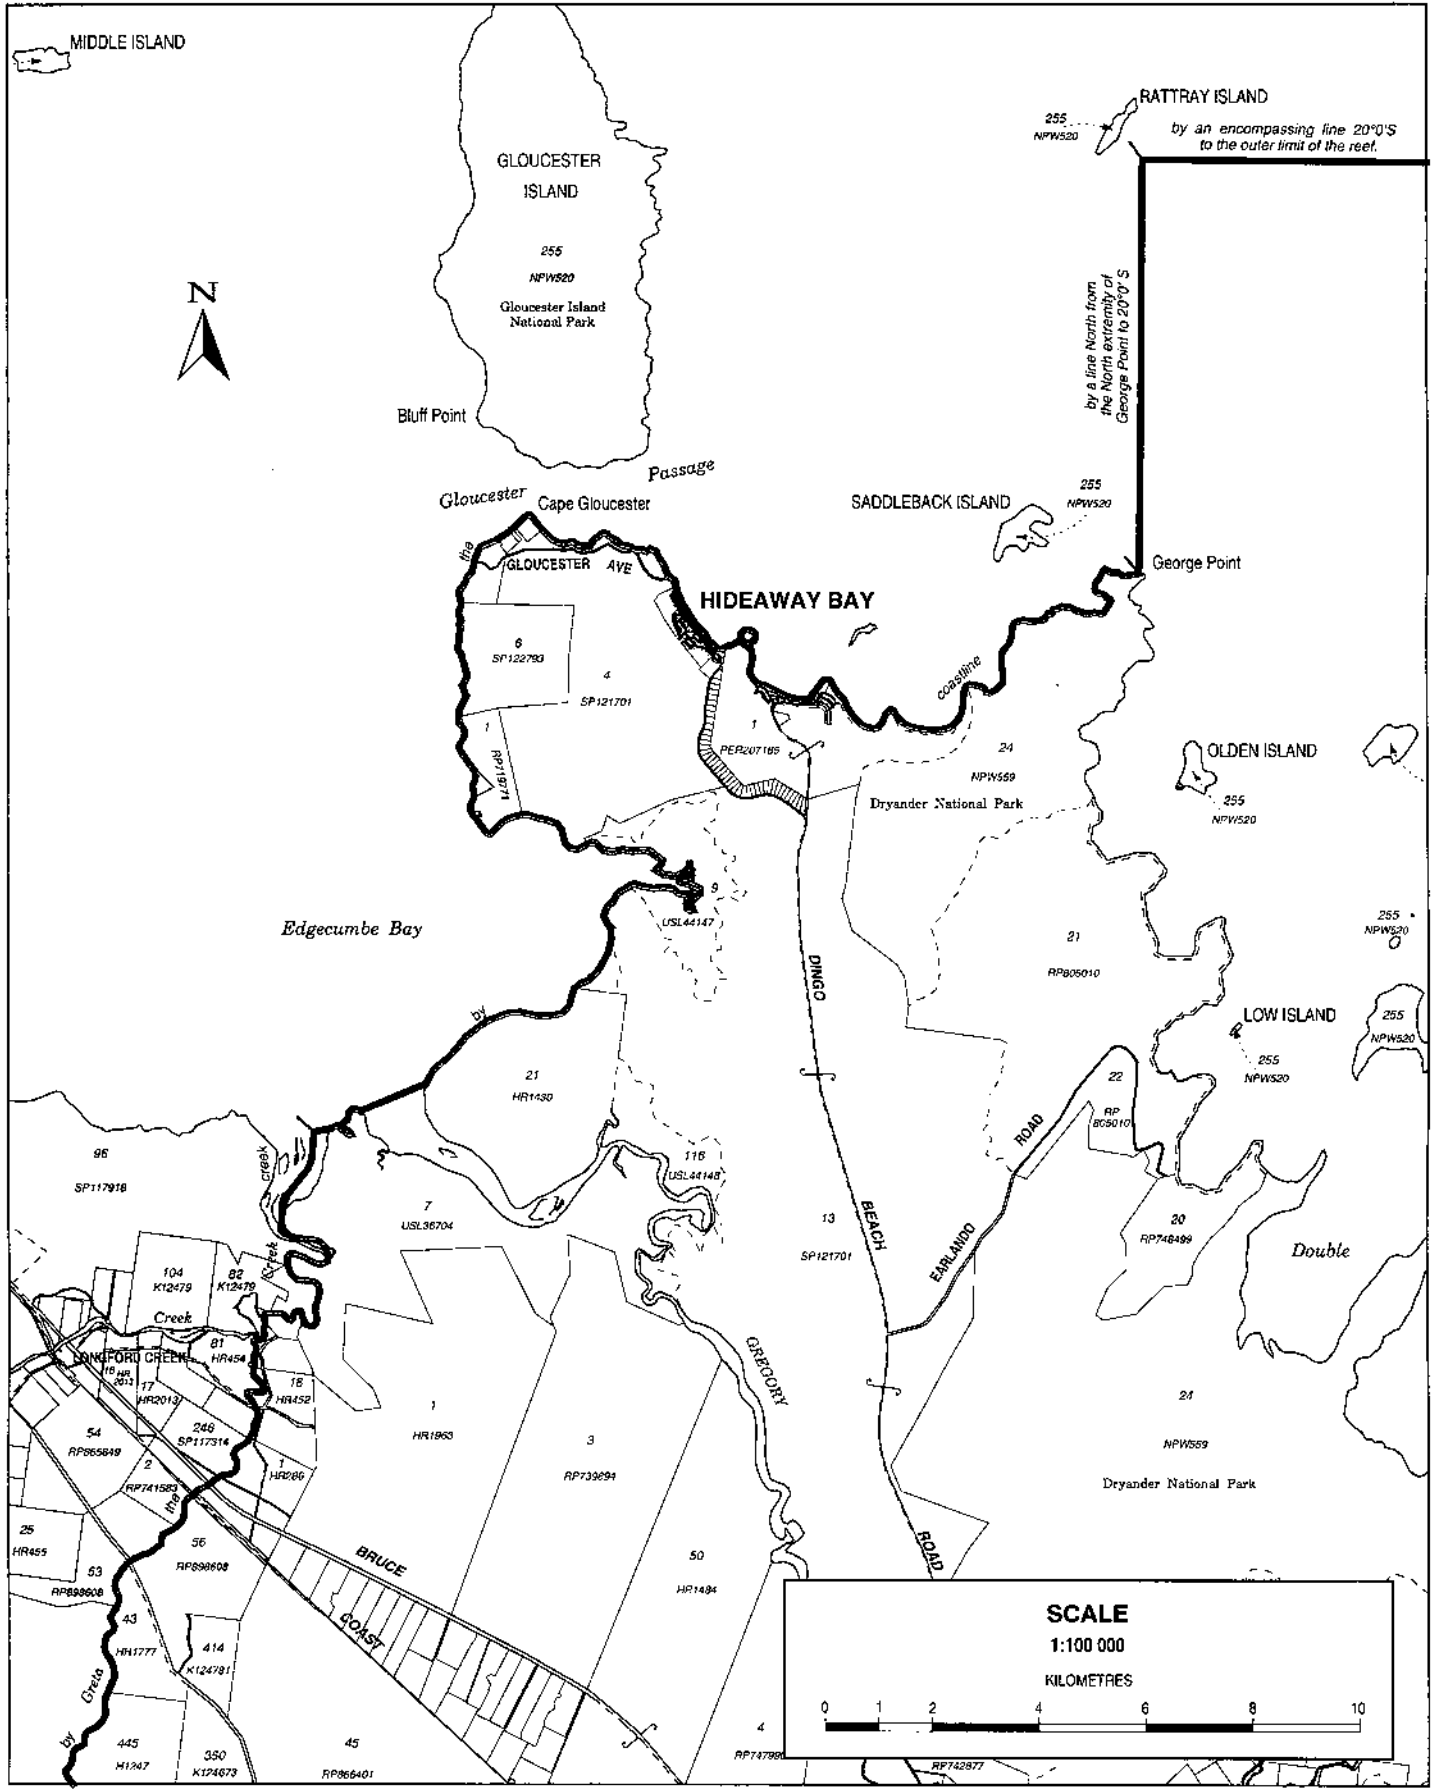 MIDDLE ISLAND
RATTRAY ISLAND
255
NPW520
by an encompassing line 20°0'S
to the outer limit of the reef.
GLOUCESTER
ISLAND
255
NPW520
Gloucester Island
National Park
N
by a line North from
the North extremity of
George Point to 20°0' S
Bluff Point
Gloucester
Passage
Cape Gloucester
SADDLEBACK ISLAND
255
NPW520
the
GLOUCESTER AVE
George Point
HIDEAWAY BAY
6
SP122793
4
SP121701
coastline
1
RP719771
1
PER207185
24
NPW559
Dryander National Park
OLDEN ISLAND
255
NPW520
9
USL44147
Edgecumbe Bay
255
NPW520
21
RP805010
DINGO
by
LOW ISLAND
255
NPW520
255
NPW520
21
HR1430
22
RP
805010
ROAD
96
SP117918
creek
116
USL44148
7
USL36704
13
SP121701
BEACH
EARLANDO
20
RP748499
Double
104
K12479
82
K12479
Creek
Creek
LONGFORD CREEK
81
HR454
16
HR
2013
17
HR2013
18
HR452
GREGORY
1
HR1963
24
NPW559
Dryander National Park
54
RP865849
246
SP117314
2
RP741583
1
HR286
3
RP739694
the
25
HR455
53
RP898608
56
RP898608
BRUCE
50
HR1484
ROAD
43
HR1777
414
K124781
COAST
Greta
by
445
H1247
350
K124673
45
RP866401
4
RP742877
SCALE
1:100 000
KILOMETRES
0 1 2 4 6 8 10